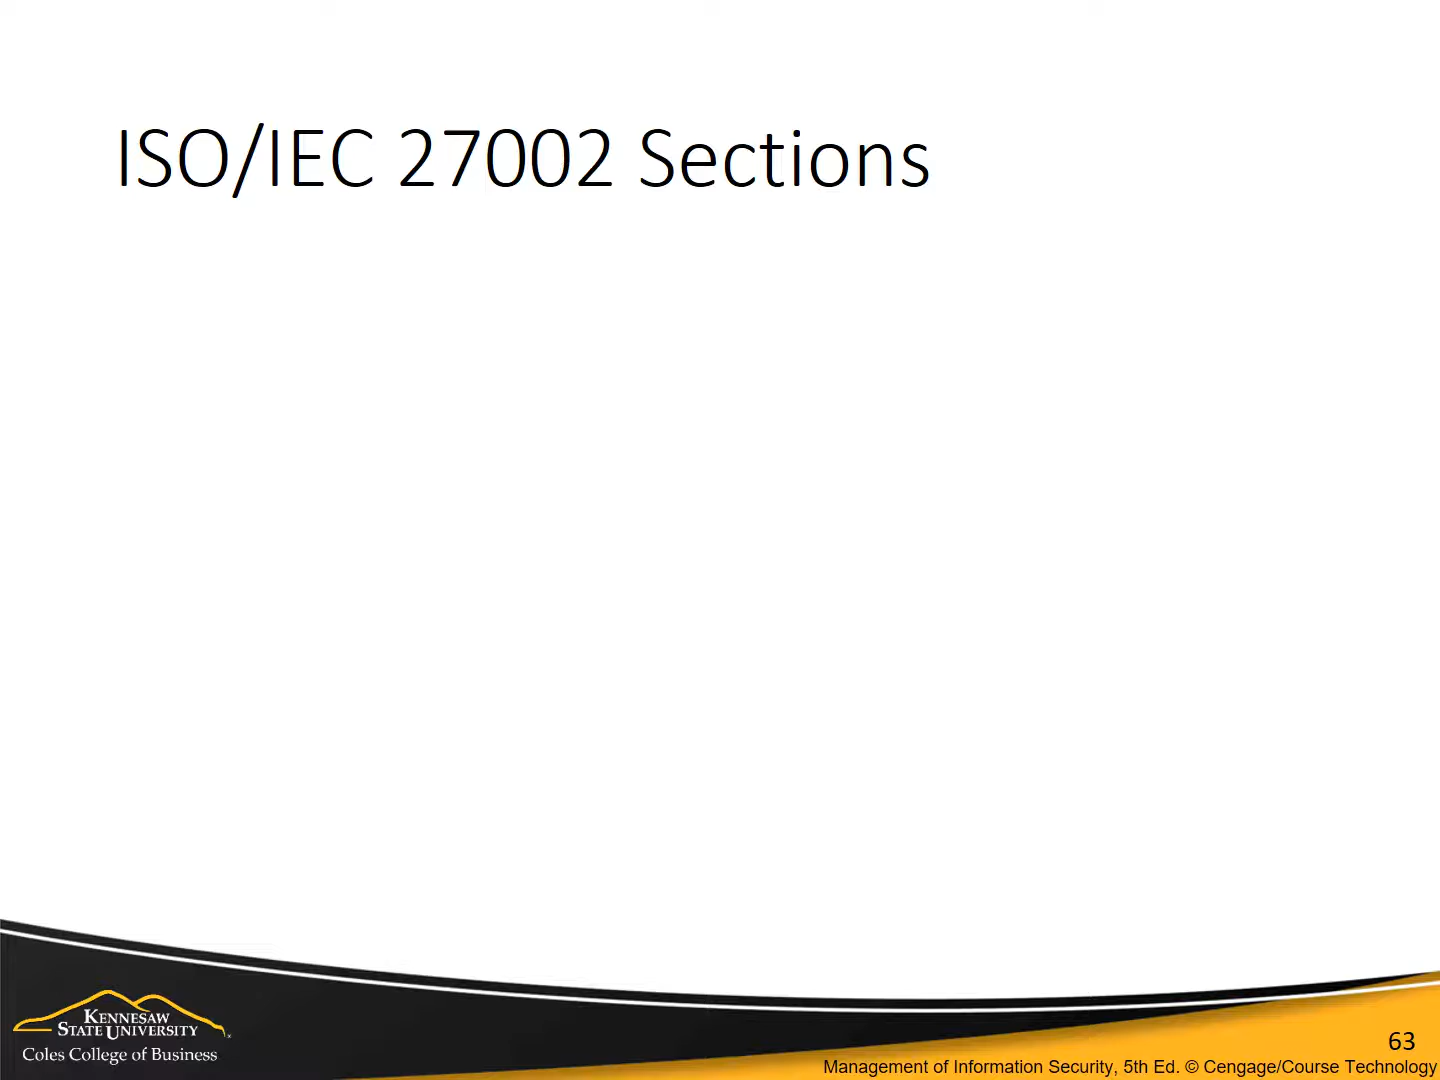 ISO/IEC 27002 Sections
KENNESAW
STATE UNIVERSITY
Coles College of Business
63
Management of Information Security, 5th Ed. © Cengage/Course Technology